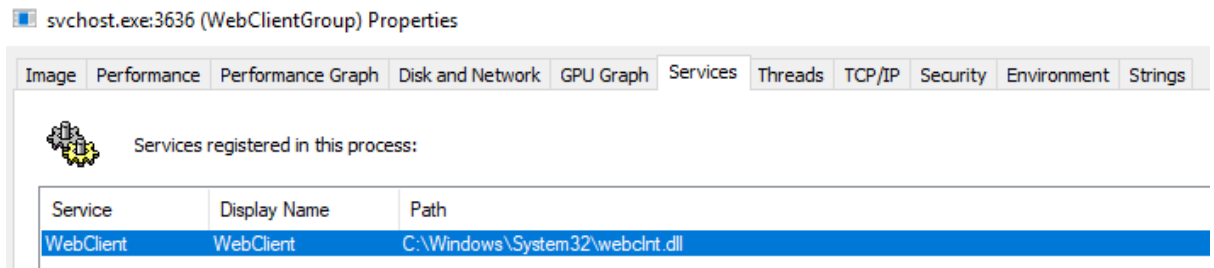 svchost.exe:3636 (WebClientGroup) Properties
Image Performance Performance Graph Disk and Network GPU Graph Services Threads TCP/IP Security Environment Strings
Services registered in this process:
Service Display Name Path
WebClient WebClient C:\Windows\System32\webclnt.dll